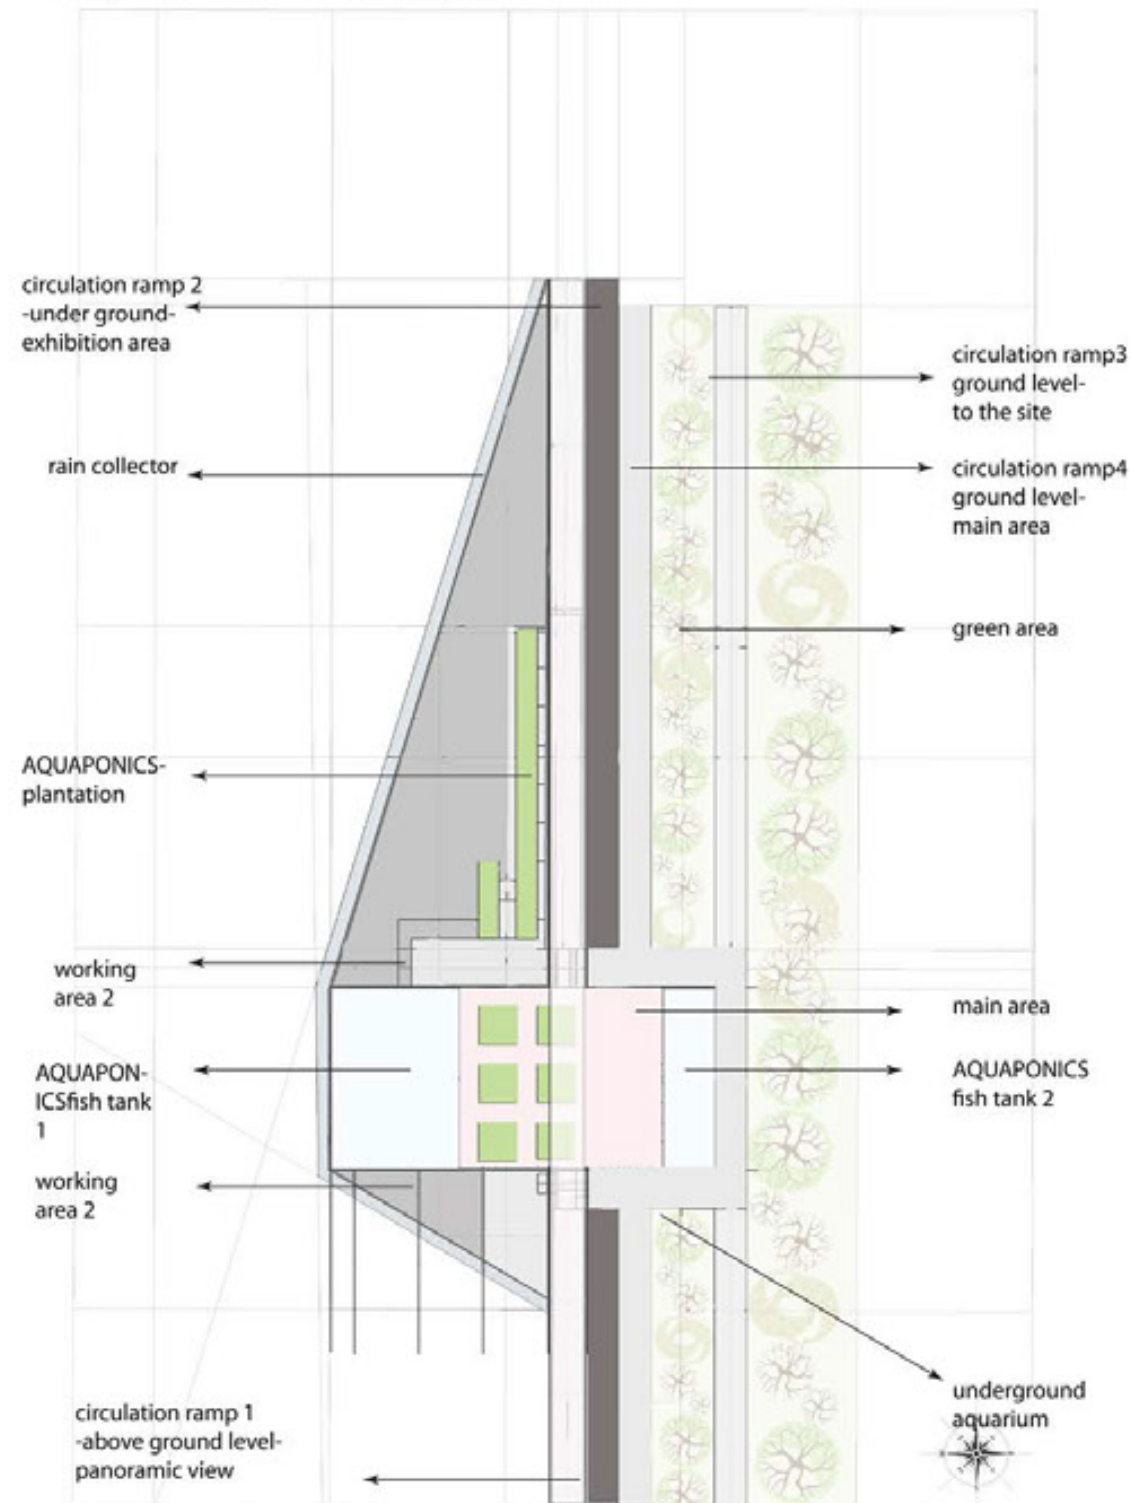 circulation ramp 2
-under ground-
exhibition area
rain collector
AQUAPONICS-
plantation
working
area 2
AQUAPON-
ICSfish tank
1
working
area 2
circulation ramp 1
-above ground level-
panoramic view
circulation ramp3
ground level-
to the site
circulation ramp4
ground level-
main area
green area
main area
AQUAPONICS
fish tank 2
underground
aquarium